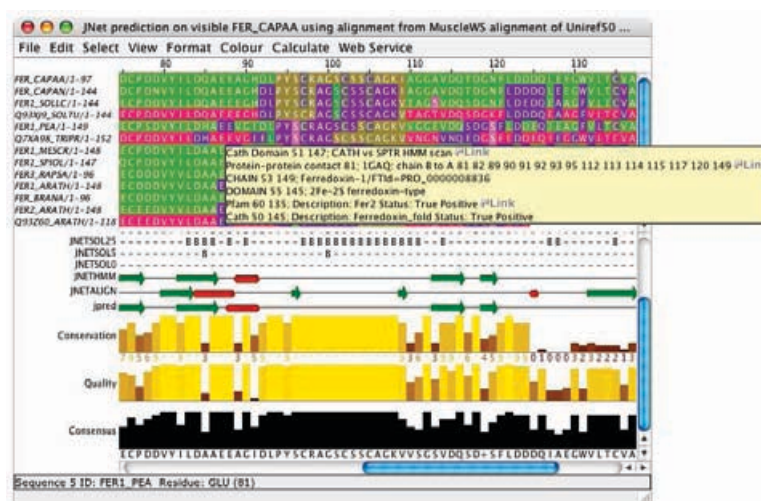 JNet prediction on visible FER_CAPAA using alignment from MuscleWS alignment of Uniref50 ...
File Edit Select View Format Colour Calculate Web Service
80 90 100 110 120 130
FER_CAPAA/1-97
FER_CAPAN/1-144
FER1_SOLLC/1-144
Q93XJ9_SOLTU/1-144
FER1_PEA/1-149
Q7XA98_TRIPR/1-152
FER1_MESCR/1-148
FER1_SPIOL/1-147
FER3_RAPSA/1-96
FER1_ARATH/1-148
FER_BRANA/1-96
FER2_ARATH/1-148
Q93Z60_ARATH/1-118
Cath Domain 51 147; CATH vs SPTR HMM scan Link
Protein-protein contact 81; 1GAQ; chain B to A 81 82 89 90 91 92 93 95 112 113 114 115 117 120 149 Link
CHAIN 53 149; Ferredoxin-1/FTId=PRO_0000008836
DOMAIN 55 145; 2Fe-2S ferredoxin-type
Pfam 60 135; Description: Fer2 Status: True Positive Link
Cath 50 145; Description: Ferredoxin_fold Status: True Positive
JNETSOL25
JNETSOL5
JNETSOL0
JNETHMM
JNETALIGN
jpred
Conservation
Quality
Consensus
ECPDDVYILDAAEEAGIDLPYSCRAGSCSSCAGKVVSGSVDQSD+SFLDDDQIAEGWVLTCVA
Sequence 5 ID: FER1_PEA Residue: GLU (81)